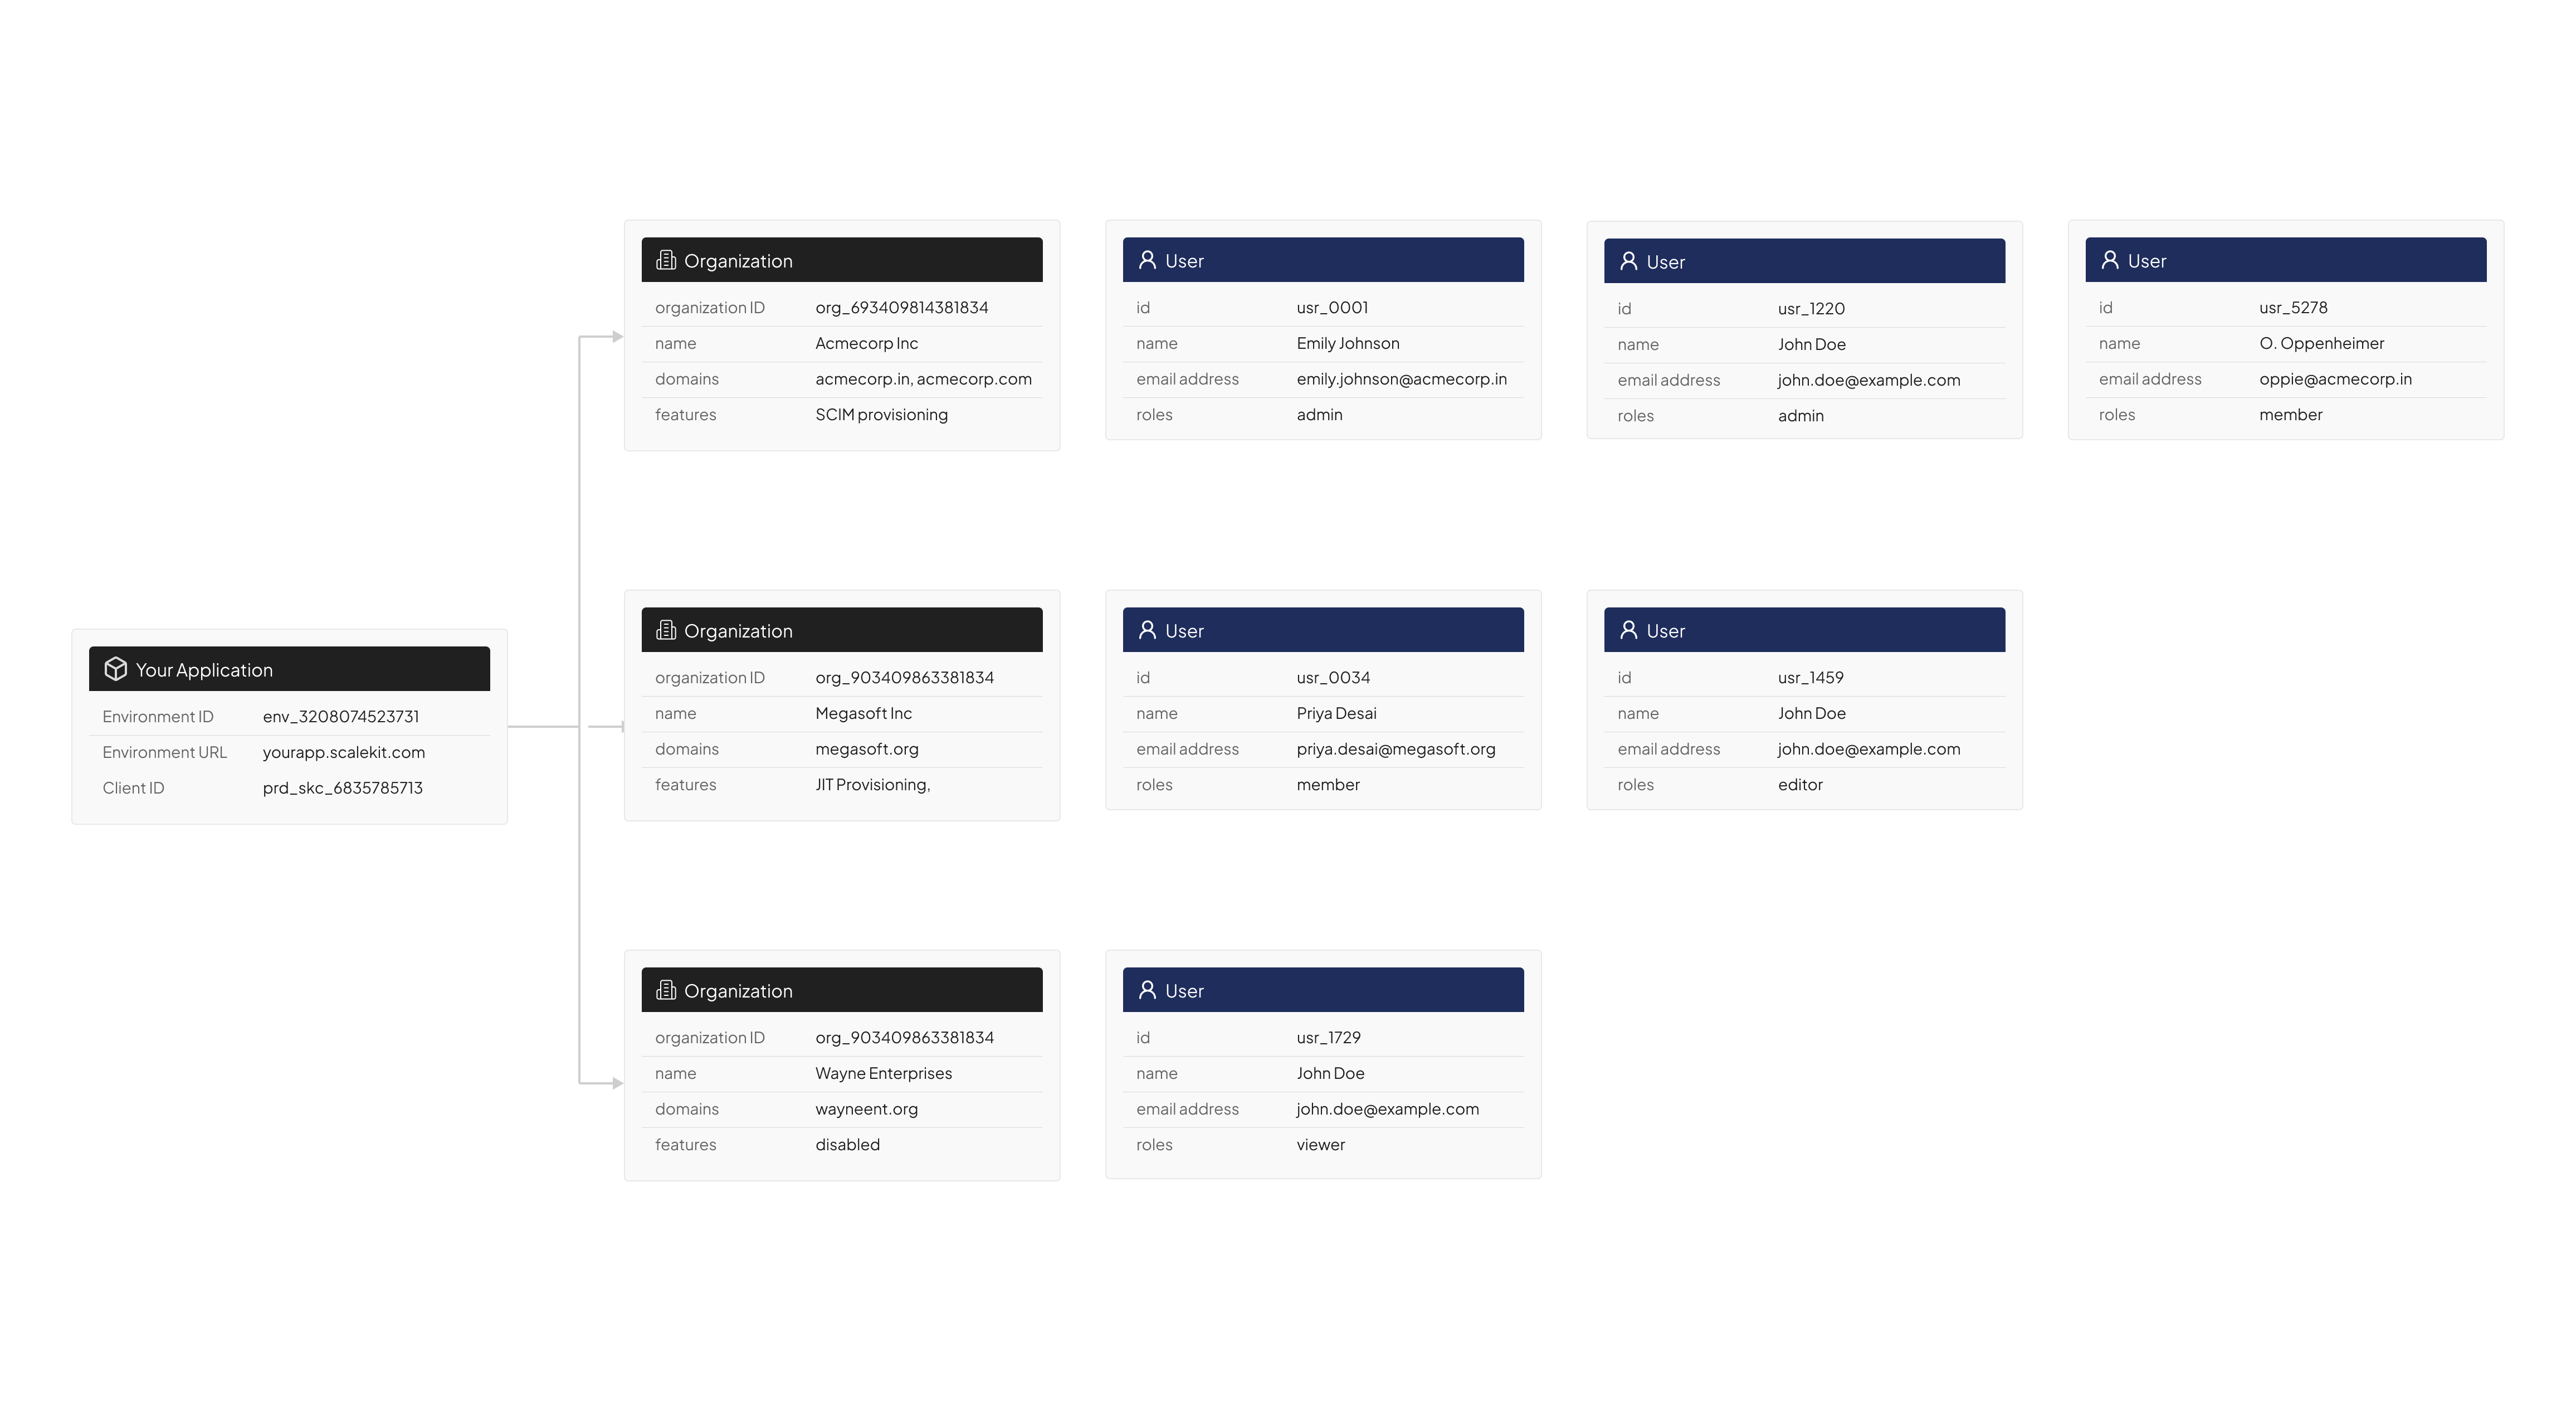 Your Application
Environment ID env_3208074523731
Environment URL yourapp.scalekit.com
Client ID prd_skc_6835785713
Organization
organization ID org_693409814381834
name Acmecorp Inc
domains acmecorp.in, acmecorp.com
features SCIM provisioning
User
id usr_0001
name Emily Johnson
email address emily.johnson@acmecorp.in
roles admin
User
id usr_1220
name John Doe
email address john.doe@example.com
roles admin
User
id usr_5278
name O. Oppenheimer
email address oppie@acmecorp.in
roles member
Organization
organization ID org_903409863381834
name Megasoft Inc
domains megasoft.org
features JIT Provisioning,
User
id usr_0034
name Priya Desai
email address priya.desai@megasoft.org
roles member
User
id usr_1459
name John Doe
email address john.doe@example.com
roles editor
Organization
organization ID org_903409863381834
name Wayne Enterprises
domains wayneent.org
features disabled
User
id usr_1729
name John Doe
email address john.doe@example.com
roles viewer